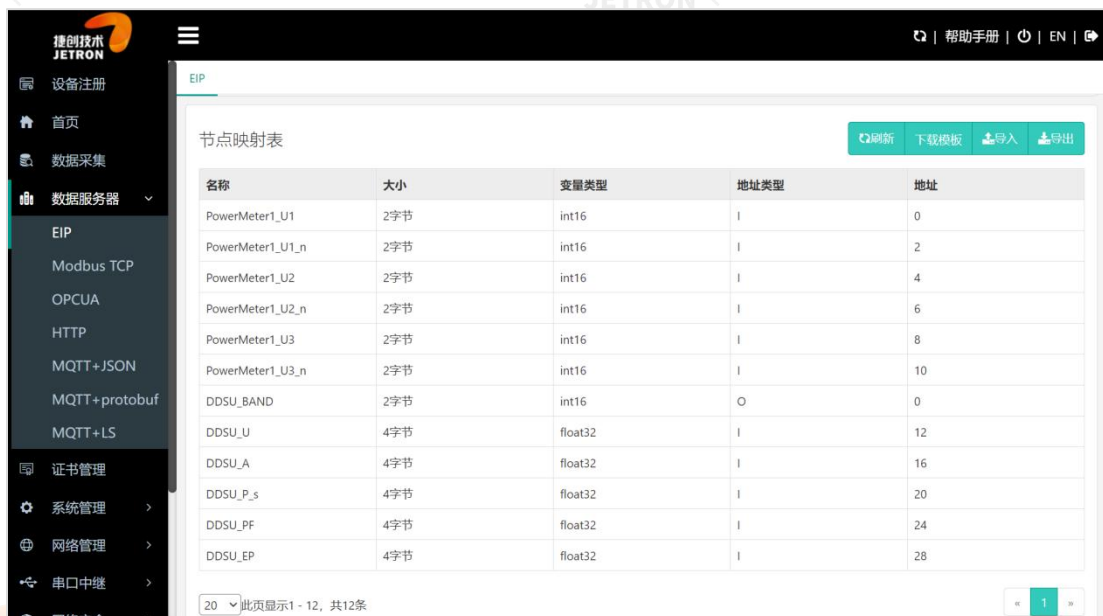 JETRON
捷创技术
JETRON
帮助手册 | | EN |
设备注册
首页
数据采集
数据服务器
EIP
Modbus TCP
OPCUA
HTTP
MQTT+JSON
MQTT+protobuf
MQTT+LS
证书管理
系统管理
网络管理
串口中继
EIP
节点映射表
刷新 下载模板 导入 导出
名称 大小 变量类型 地址类型 地址
PowerMeter1_U1 2字节 int16 I 0
PowerMeter1_U1_n 2字节 int16 I 2
PowerMeter1_U2 2字节 int16 I 4
PowerMeter1_U2_n 2字节 int16 I 6
PowerMeter1_U3 2字节 int16 I 8
PowerMeter1_U3_n 2字节 int16 I 10
DDSU_BAND 2字节 int16 O 0
DDSU_U 4字节 float32 I 12
DDSU_A 4字节 float32 I 16
DDSU_P_s 4字节 float32 I 20
DDSU_PF 4字节 float32 I 24
DDSU_EP 4字节 float32 I 28
20 此页显示1 - 12，共12条
« 1 »